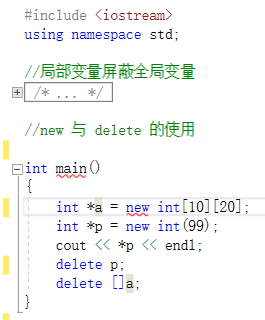 #include <iostream>
using namespace std;
//局部变量屏蔽全局变量
/* ... */
//new 与 delete 的使用
int main()
{
int *a = new int[10][20];
int *p = new int(99);
cout << *p << endl;
delete p;
delete []a;
}